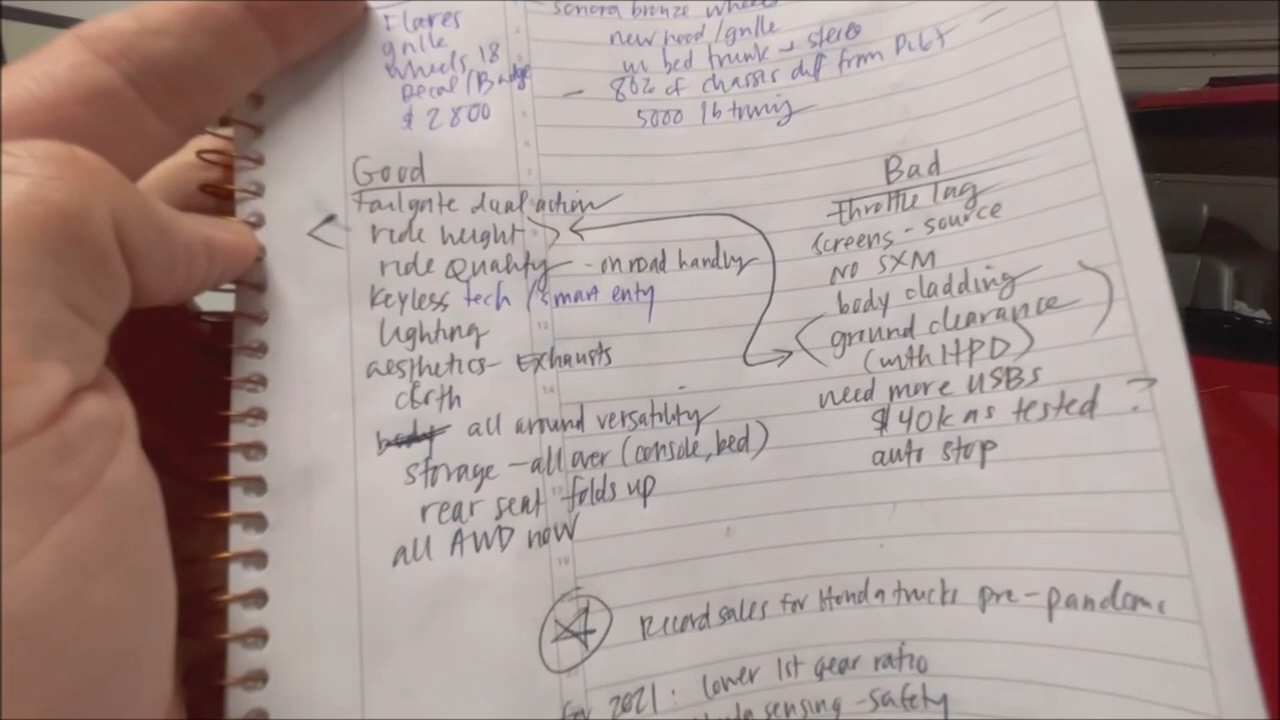 Flares
grille
wheels 18
Decal/Badge
$2800
sonora bronze wheels
new hood/grille
w/ bed trunk + stereo
- 80% of chassis diff from Pilot
5000 lb towing
Good
Tailgate dual action
< ride height >
ride quality - on road handling
keyless tech / smart entry
lighting
aesthetics - Exhausts
all around versatility
storage - all over (console, bed)
rear seat folds up
all AWD now
Bad
throttle lag
screens - source
NO SXM
body cladding
(ground clearance)
(with HPD)
need more USBs
$40k as tested ?
auto stop
Record sales for Honda trucks pre-pandemic
for 2021: lower 1st gear ratio
Honda sensing - safety